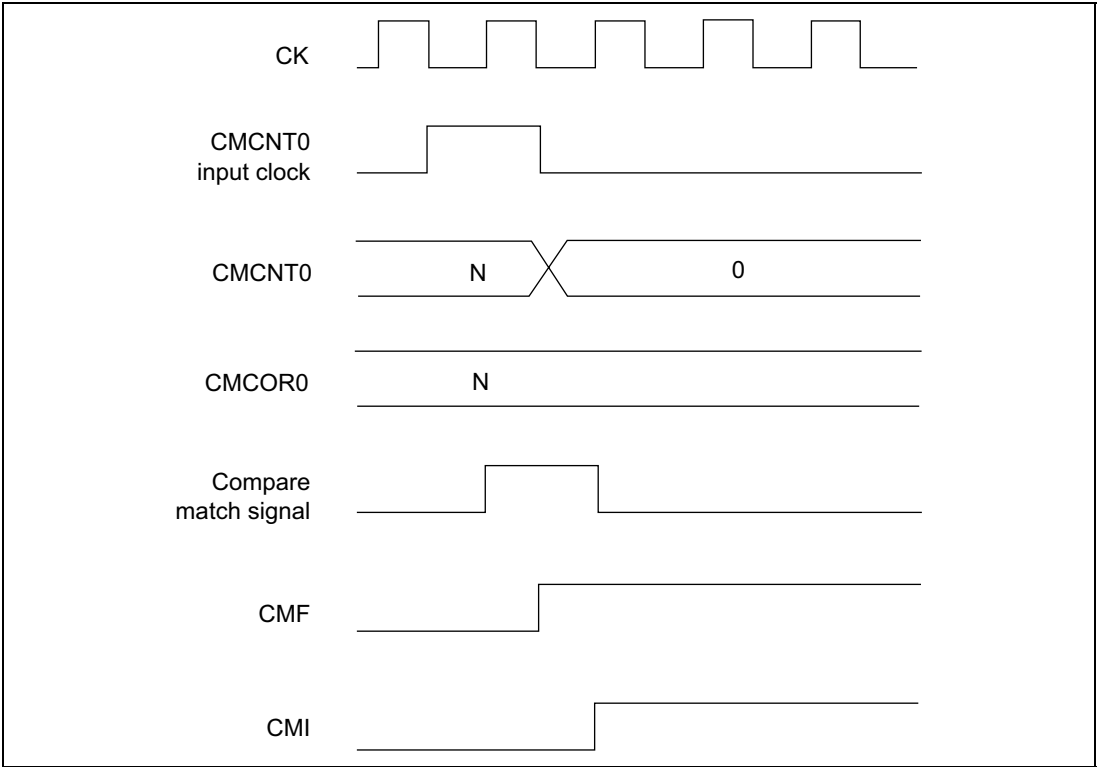 CK
CMCNT0
input clock
CMCNT0
N
0
CMCOR0
N
Compare
match signal
CMF
CMI